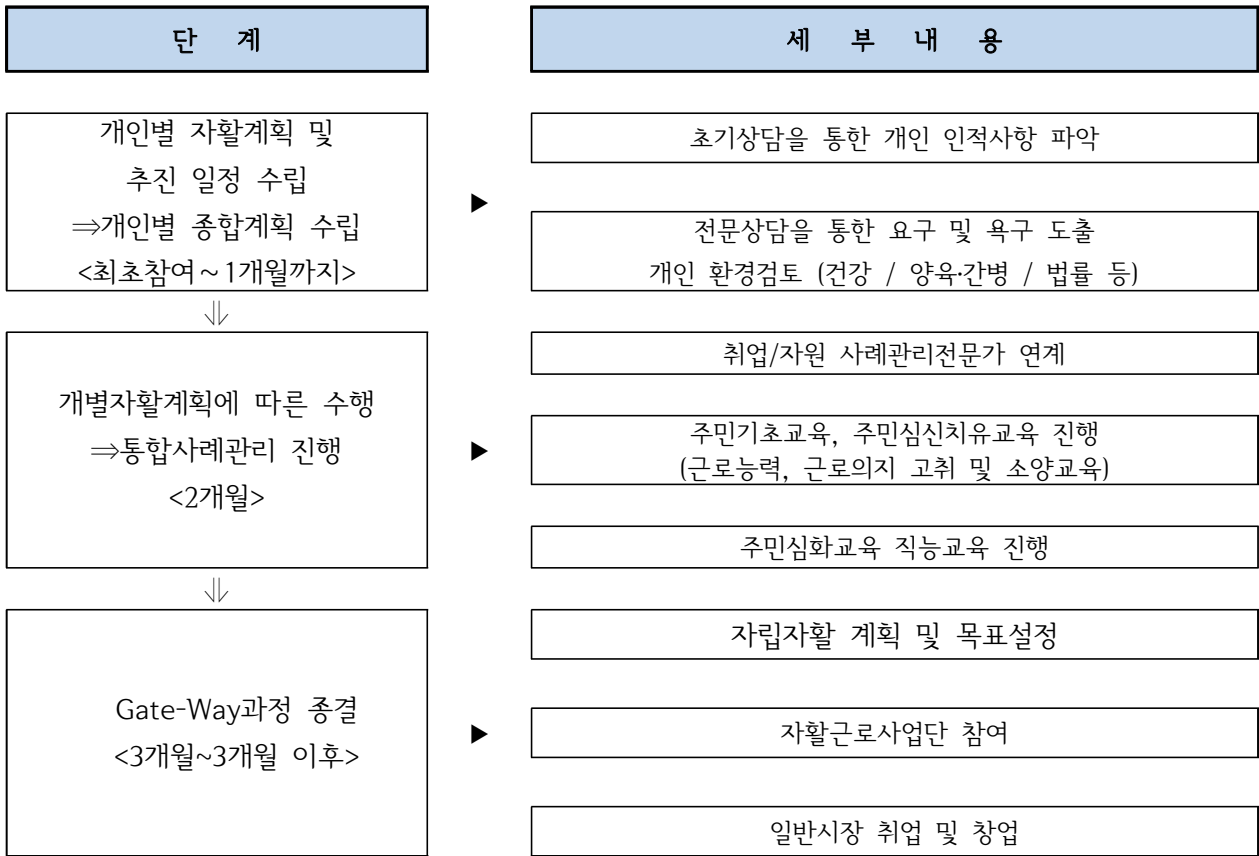 단 계
세 부 내 용
개인별 자활계획 및
추진 일정 수립
⇒개인별 종합계획 수립
<최초참여~1개월까지>
▶
초기상담을 통한 개인 인적사항 파악
전문상담을 통한 요구 및 욕구 도출
개인 환경검토 (건강 / 양육·간병 / 법률 등)
⇓
개별자활계획에 따른 수행
⇒통합사례관리 진행
<2개월>
▶
취업/자원 사례관리전문가 연계
주민기초교육, 주민심신치유교육 진행
(근로능력, 근로의지 고취 및 소양교육)
주민심화교육 직능교육 진행
⇓
Gate-Way과정 종결
<3개월~3개월 이후>
▶
자립자활 계획 및 목표설정
자활근로사업단 참여
일반시장 취업 및 창업